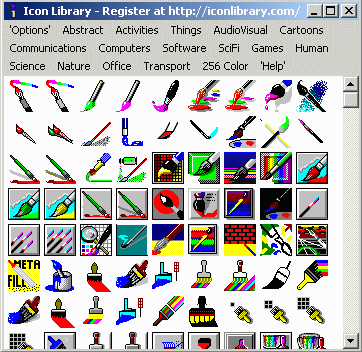 Icon Library - Register at http://iconlibrary.com/
'Options' Abstract Activities Things AudioVisual Cartoons
Communications Computers Software SciFi Games Human
Science Nature Office Transport 256 Color 'Help'
META
FILL